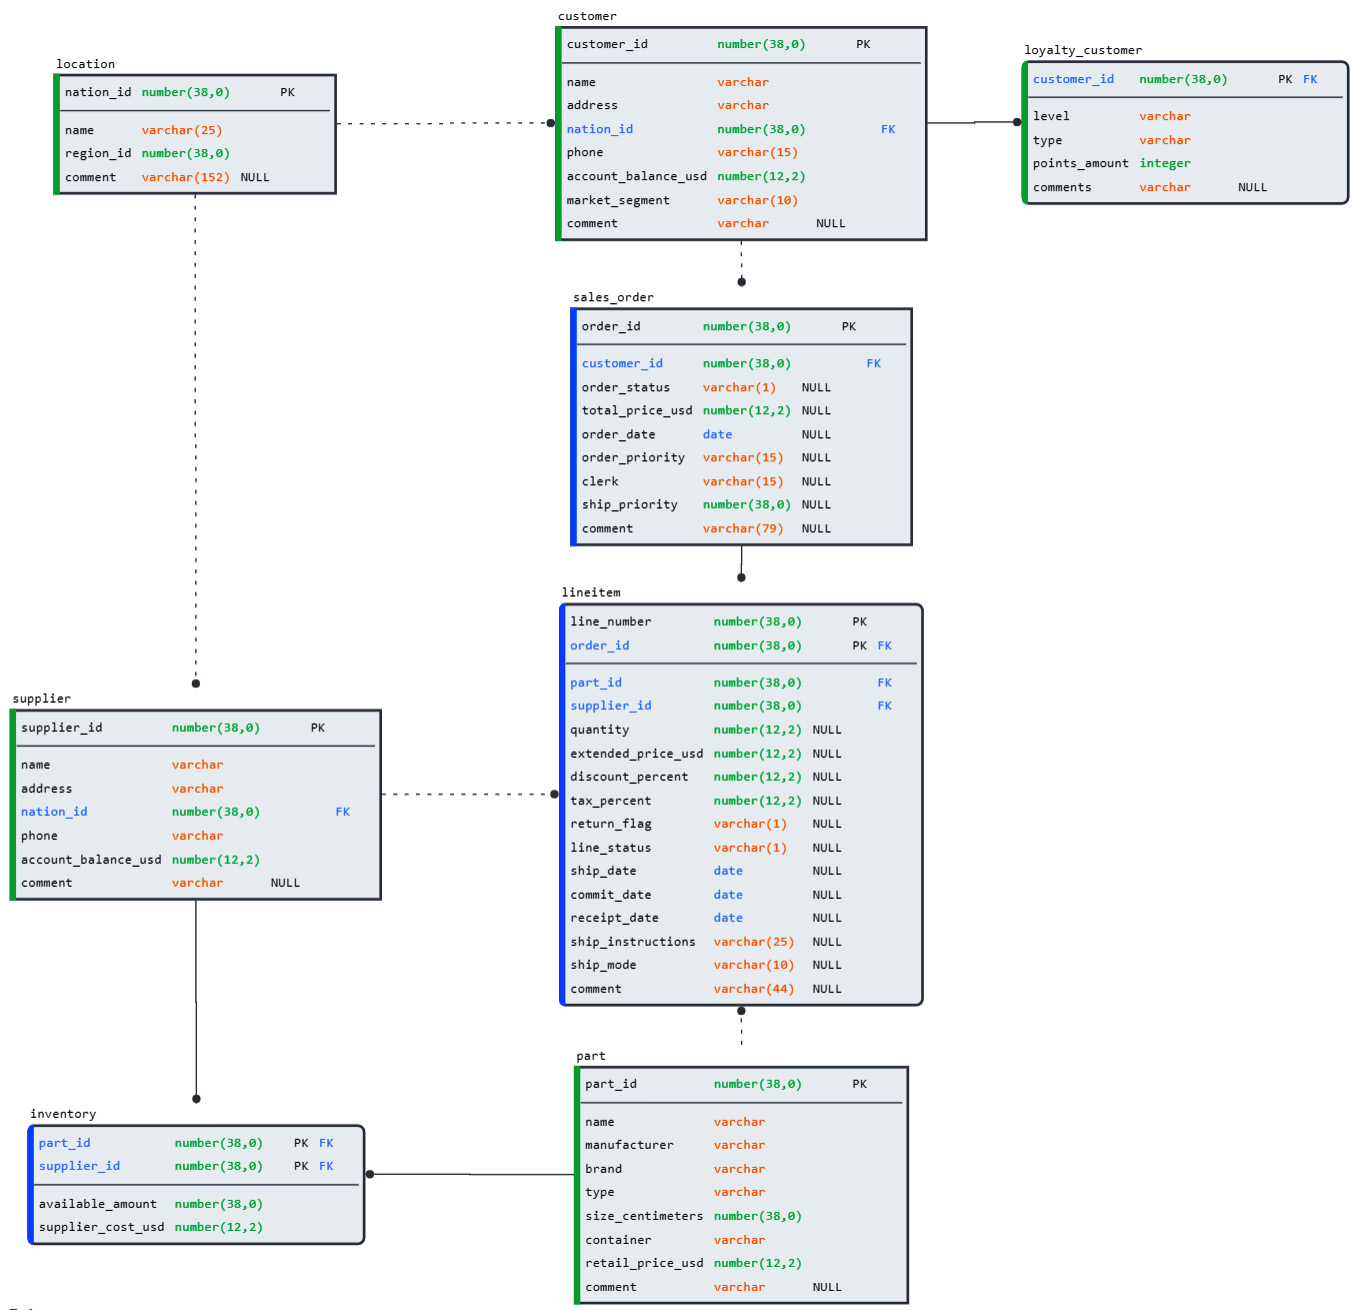 customer
customer_id number(38,0) PK
name varchar
address varchar
nation_id number(38,0) FK
phone varchar(15)
account_balance_usd number(12,2)
market_segment varchar(10)
comment varchar NULL
loyalty_customer
customer_id number(38,0) PK FK
level varchar
type varchar
points_amount integer
comments varchar NULL
location
nation_id number(38,0) PK
name varchar(25)
region_id number(38,0)
comment varchar(152) NULL
sales_order
order_id number(38,0) PK
customer_id number(38,0) FK
order_status varchar(1) NULL
total_price_usd number(12,2) NULL
order_date date NULL
order_priority varchar(15) NULL
clerk varchar(15) NULL
ship_priority number(38,0) NULL
comment varchar(79) NULL
lineitem
line_number number(38,0) PK
order_id number(38,0) PK FK
part_id number(38,0) FK
supplier_id number(38,0) FK
quantity number(12,2) NULL
extended_price_usd number(12,2) NULL
discount_percent number(12,2) NULL
tax_percent number(12,2) NULL
return_flag varchar(1) NULL
line_status varchar(1) NULL
ship_date date NULL
commit_date date NULL
receipt_date date NULL
ship_instructions varchar(25) NULL
ship_mode varchar(10) NULL
comment varchar(44) NULL
supplier
supplier_id number(38,0) PK
name varchar
address varchar
nation_id number(38,0) FK
phone varchar
account_balance_usd number(12,2)
comment varchar NULL
inventory
part_id number(38,0) PK FK
supplier_id number(38,0) PK FK
available_amount number(38,0)
supplier_cost_usd number(12,2)
part
part_id number(38,0) PK
name varchar
manufacturer varchar
brand varchar
type varchar
size_centimeters number(38,0)
container varchar
retail_price_usd number(12,2)
comment varchar NULL